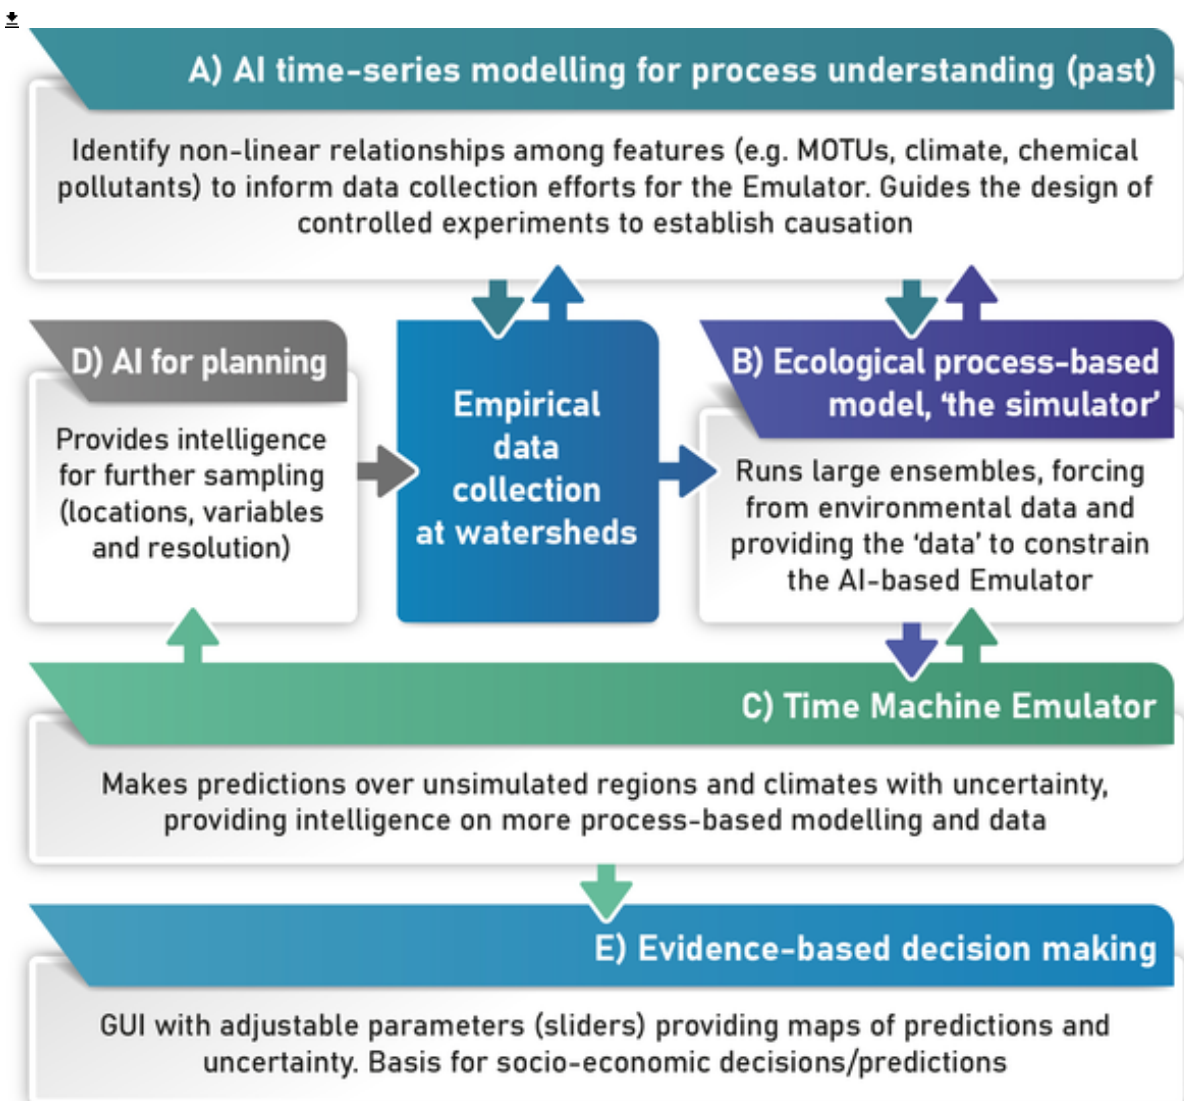 A) AI time-series modelling for process understanding (past)
Identify non-linear relationships among features (e.g. MOTUs, climate, chemical
pollutants) to inform data collection efforts for the Emulator. Guides the design of
controlled experiments to establish causation
D) AI for planning
Provides intelligence
for further sampling
(locations, variables
and resolution)
Empirical
data
collection
at watersheds
B) Ecological process-based
model, ‘the simulator’
Runs large ensembles, forcing
from environmental data and
providing the ‘data’ to constrain
the AI-based Emulator
C) Time Machine Emulator
Makes predictions over unsimulated regions and climates with uncertainty,
providing intelligence on more process-based modelling and data
E) Evidence-based decision making
GUI with adjustable parameters (sliders) providing maps of predictions and
uncertainty. Basis for socio-economic decisions/predictions